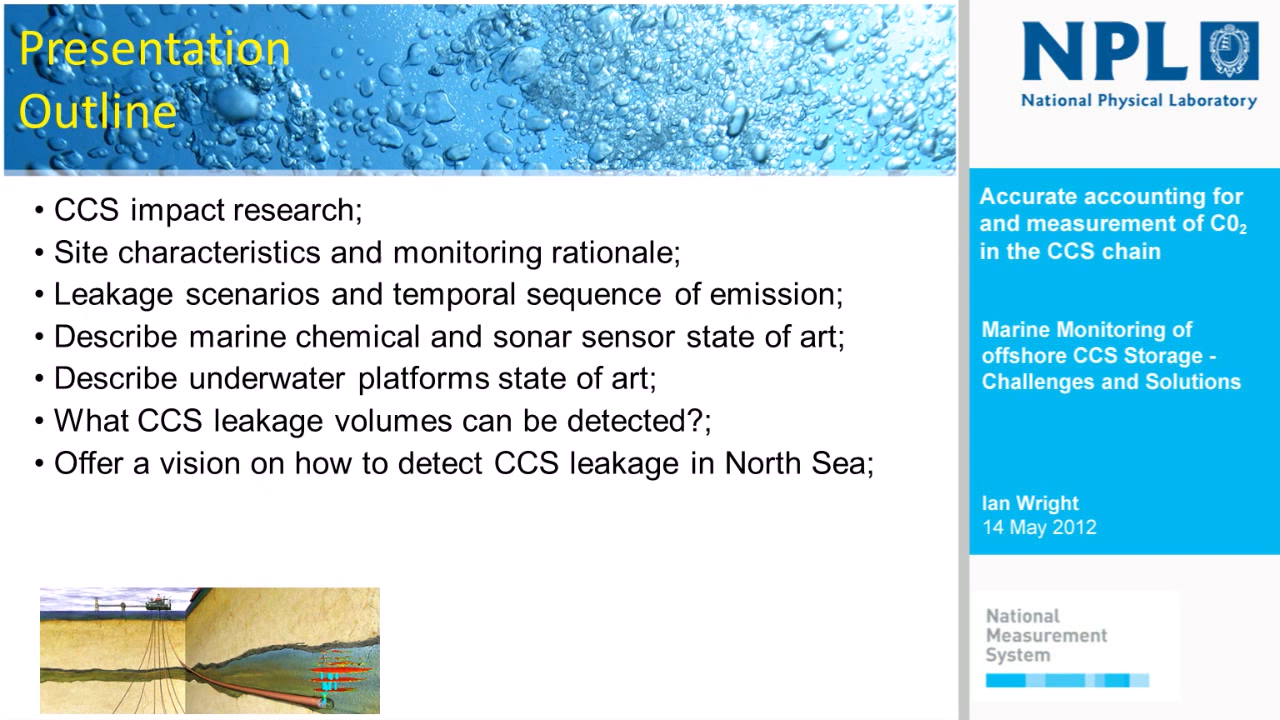 Presentation
Outline
• CCS impact research;
• Site characteristics and monitoring rationale;
• Leakage scenarios and temporal sequence of emission;
• Describe marine chemical and sonar sensor state of art;
• Describe underwater platforms state of art;
• What CCS leakage volumes can be detected?;
• Offer a vision on how to detect CCS leakage in North Sea;
NPL
National Physical Laboratory
Accurate accounting for
and measurement of C0₂
in the CCS chain
Marine Monitoring of
offshore CCS Storage -
Challenges and Solutions
Ian Wright
14 May 2012
National
Measurement
System